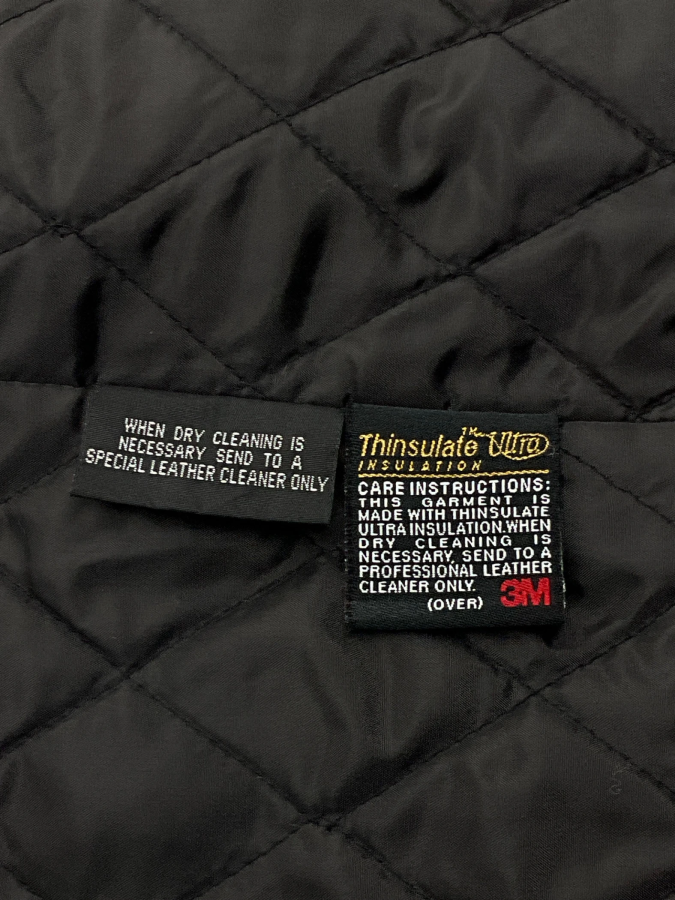 WHEN DRY CLEANING IS
NECESSARY SEND TO A
SPECIAL LEATHER CLEANER ONLY
Thinsulate™ Ultra
INSULATION
CARE INSTRUCTIONS:
THIS GARMENT IS
MADE WITH THINSULATE
ULTRA INSULATION.WHEN
DRY CLEANING IS
NECESSARY, SEND TO A
PROFESSIONAL LEATHER
CLEANER ONLY.
(OVER) 3M